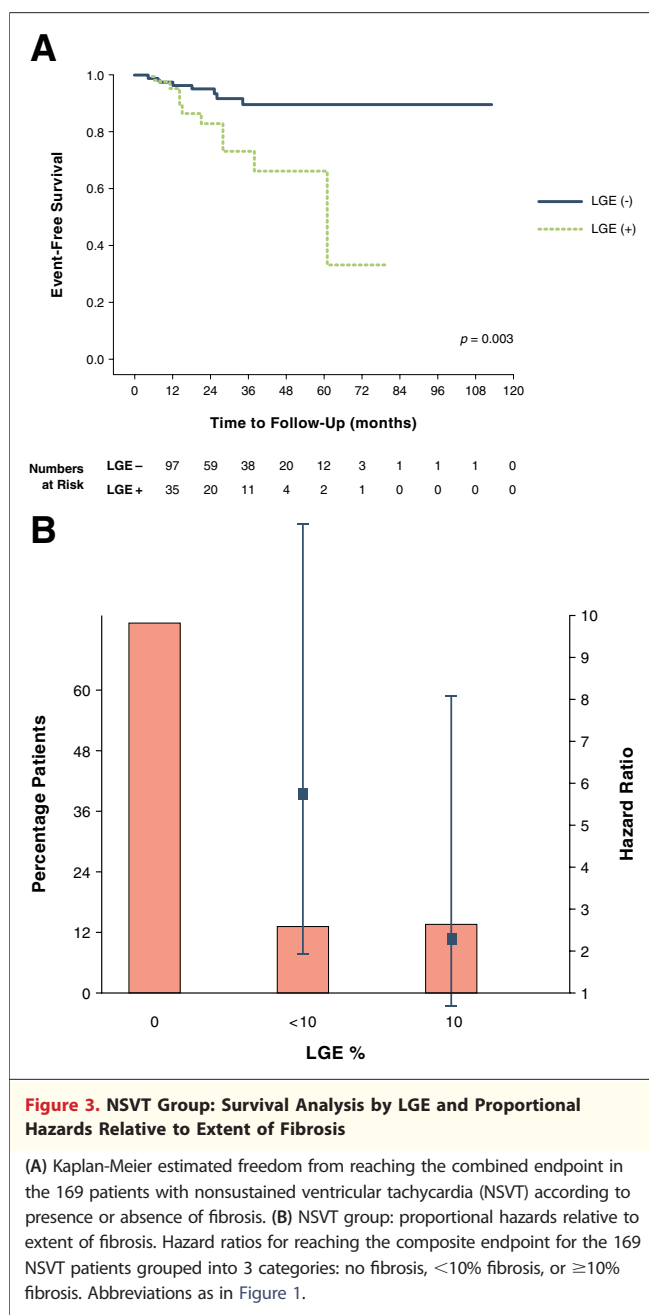 A
1.0
0.8
0.6
0.4
0.2
0.0
Event-Free Survival
LGE (-)
LGE (+)
p = 0.003
0 12 24 36 48 60 72 84 96 108 120
Time to Follow-Up (months)
Numbers at Risk
LGE – 97 59 38 20 12 3 1 1 1 0
LGE + 35 20 11 4 2 1 0 0 0 0
B
Percentage Patients
60
48
36
24
12
0
10
9
8
7
6
5
4
3
2
1
Hazard Ratio
0 <10 10
LGE %
Figure 3. NSVT Group: Survival Analysis by LGE and Proportional
Hazards Relative to Extent of Fibrosis
(A) Kaplan-Meier estimated freedom from reaching the combined endpoint in
the 169 patients with nonsustained ventricular tachycardia (NSVT) according to
presence or absence of fibrosis. (B) NSVT group: proportional hazards relative to
extent of fibrosis. Hazard ratios for reaching the composite endpoint for the 169
NSVT patients grouped into 3 categories: no fibrosis, <10% fibrosis, or ≥10%
fibrosis. Abbreviations as in Figure 1.